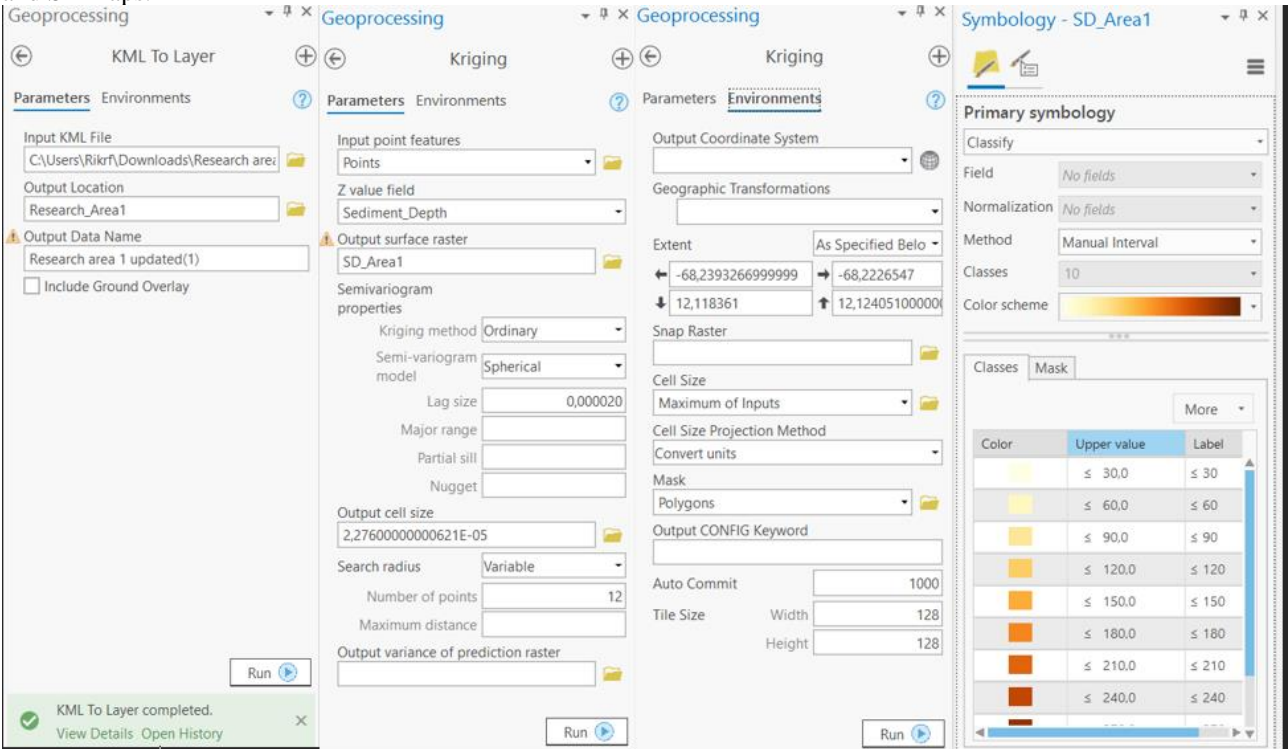 Geoprocessing
KML To Layer
Parameters Environments
Input KML File
C:\Users\Rikrf\Downloads\Research area
Output Location
Research_Area1
Output Data Name
Research area 1 updated(1)
Include Ground Overlay
Run
KML To Layer completed.
View Details Open History
Geoprocessing
Kriging
Parameters Environments
Input point features
Points
Z value field
Sediment_Depth
Output surface raster
SD_Area1
Semivariogram
properties
Kriging method Ordinary
Semi-variogram
model Spherical
Lag size 0,000020
Major range
Partial sill
Nugget
Output cell size
2,27600000000621E-05
Search radius Variable
Number of points 12
Maximum distance
Output variance of prediction raster
Run
Geoprocessing
Kriging
Parameters Environments
Output Coordinate System
Geographic Transformations
Extent As Specified Belo
-68,2393266999999 -68,2226547
12,118361 12,124051000000
Snap Raster
Cell Size
Maximum of Inputs
Cell Size Projection Method
Convert units
Mask
Polygons
Output CONFIG Keyword
Auto Commit 1000
Tile Size Width 128
Height 128
Run
Symbology - SD_Area1
Primary symbology
Classify
Field No fields
Normalization No fields
Method Manual Interval
Classes 10
Color scheme
Classes Mask
More
Color Upper value Label
≤ 30,0 ≤ 30
≤ 60,0 ≤ 60
≤ 90,0 ≤ 90
≤ 120,0 ≤ 120
≤ 150,0 ≤ 150
≤ 180,0 ≤ 180
≤ 210,0 ≤ 210
≤ 240,0 ≤ 240